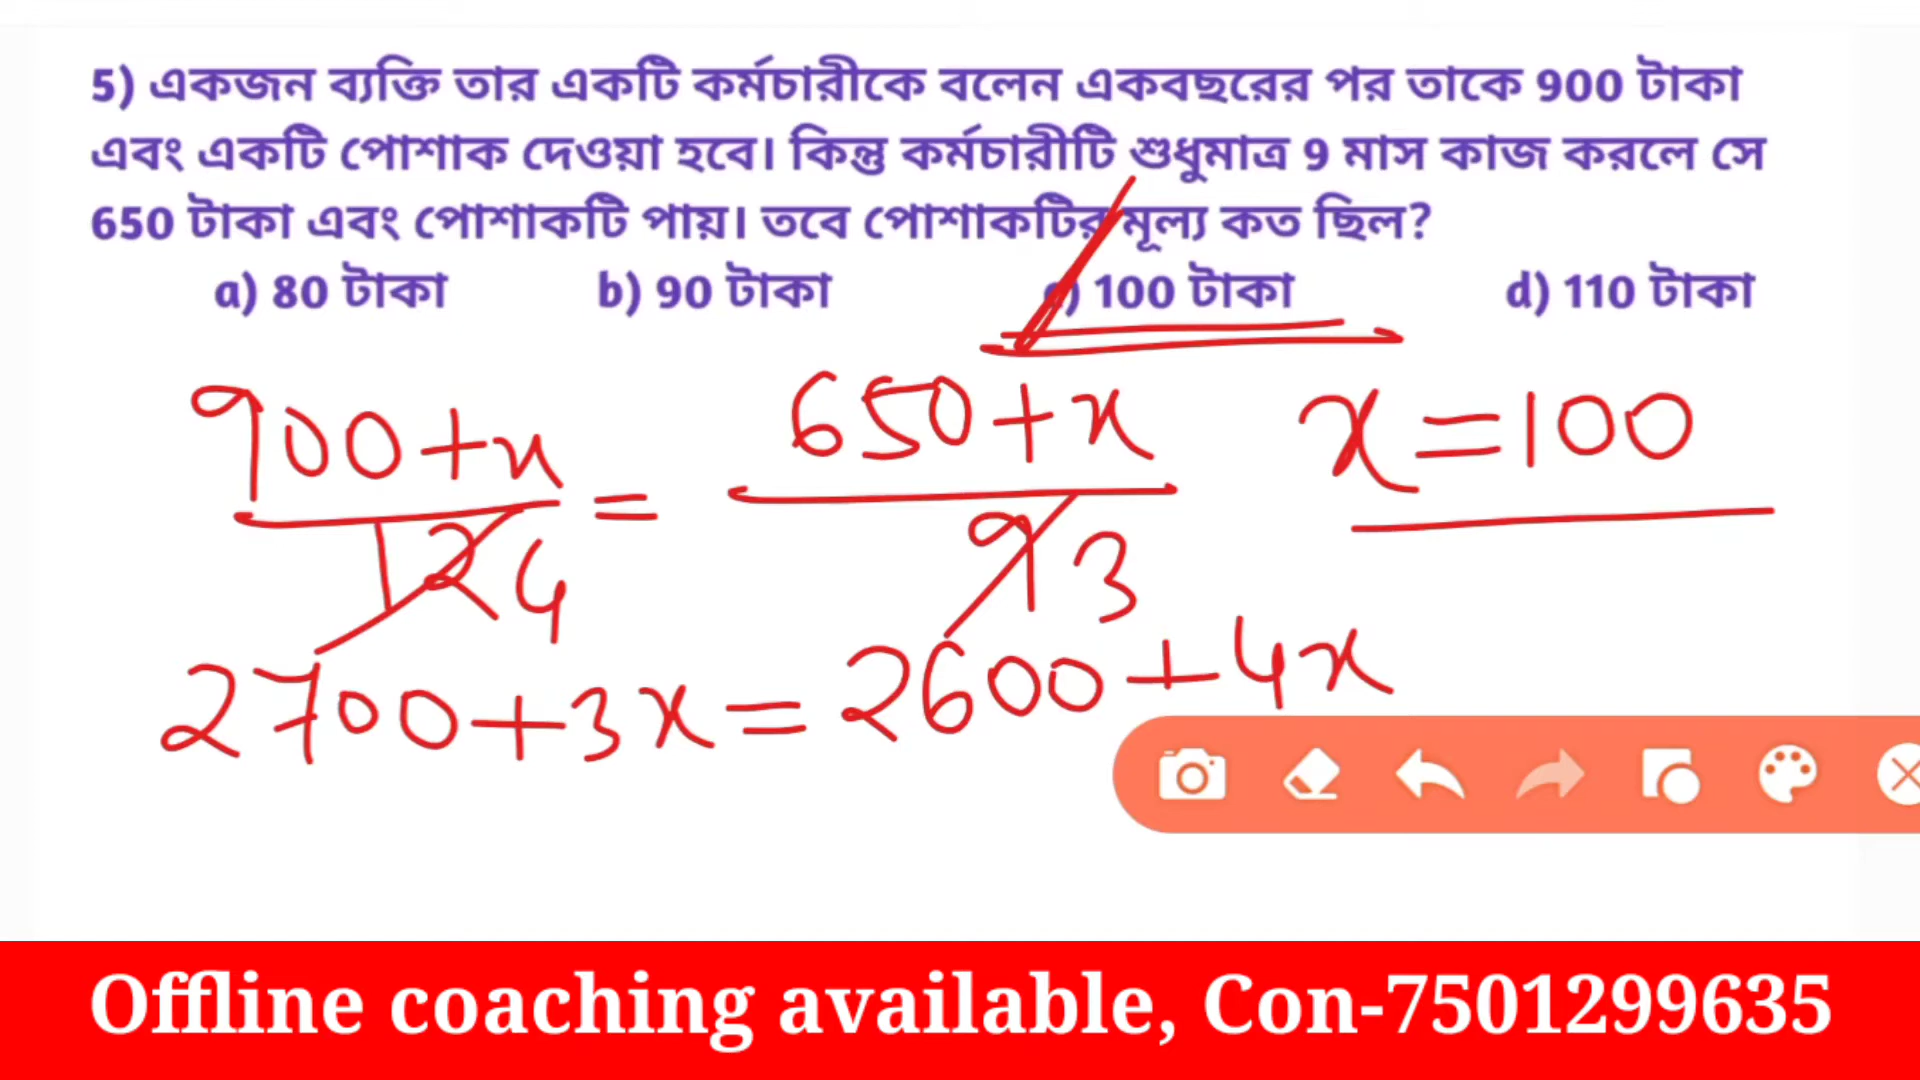 5) একজন ব্যক্তি তার একটি কর্মচারীকে বলেন একবছরের পর তাকে 900 টাকা
এবং একটি পোশাক দেওয়া হবে। কিন্তু কর্মচারীটি শুধুমাত্র 9 মাস কাজ করলে সে
650 টাকা এবং পোশাকটি পায়। তবে পোশাকটির মূল্য কত ছিল?
a) 80 টাকা b) 90 টাকা c) 100 টাকা d) 110 টাকা
900+x = 650+x x=100
12 4 9 3
2700+3x=2600+4x
Offline coaching available, Con-7501299635